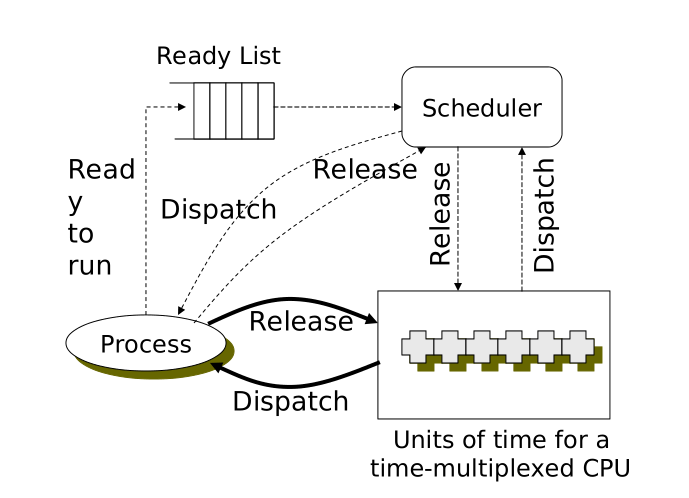 Ready List
Scheduler
Read
y
to
run
Release
Dispatch
Release
Dispatch
Release
Process
Dispatch
Units of time for a
time-multiplexed CPU